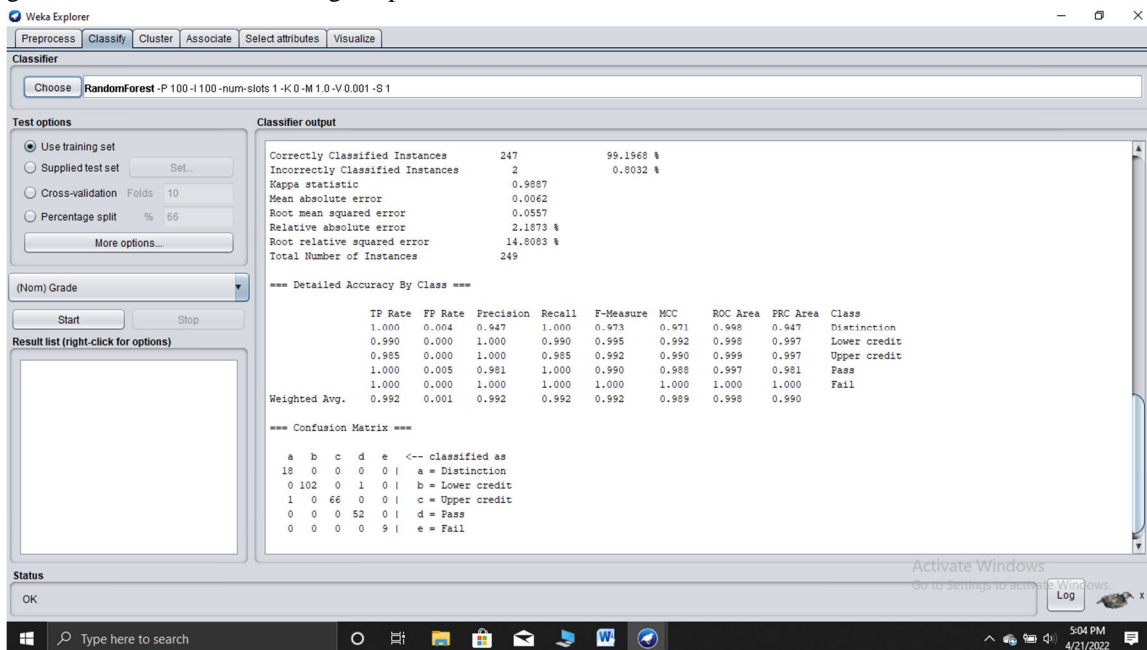 Weka Explorer
Preprocess Classify Cluster Associate Select attributes Visualize
Classifier
Choose RandomForest -P 100 -I 100 -num-slots 1 -K 0 -M 1.0 -V 0.001 -S 1
Test options
Use training set
Supplied test set Set...
Cross-validation Folds 10
Percentage split % 66
More options...
(Nom) Grade
Start Stop
Result list (right-click for options)
Classifier output
Correctly Classified Instances 247 99.1968 %
Incorrectly Classified Instances 2 0.8032 %
Kappa statistic 0.9887
Mean absolute error 0.0062
Root mean squared error 0.0557
Relative absolute error 2.1873 %
Root relative squared error 14.8083 %
Total Number of Instances 249
=== Detailed Accuracy By Class ===
TP Rate FP Rate Precision Recall F-Measure MCC ROC Area PRC Area Class
1.000 0.004 0.947 1.000 0.973 0.971 0.998 0.947 Distinction
0.990 0.000 1.000 0.990 0.995 0.992 0.998 0.997 Lower credit
0.985 0.000 1.000 0.985 0.992 0.990 0.999 0.997 Upper credit
1.000 0.005 0.981 1.000 0.990 0.988 0.997 0.981 Pass
1.000 0.000 1.000 1.000 1.000 1.000 1.000 1.000 Fail
Weighted Avg. 0.992 0.001 0.992 0.992 0.992 0.989 0.998 0.990
=== Confusion Matrix ===
a b c d e <-- classified as
18 0 0 0 0 | a = Distinction
0 102 0 1 0 | b = Lower credit
1 0 66 0 0 | c = Upper credit
0 0 0 52 0 | d = Pass
0 0 0 0 9 | e = Fail
Activate Windows
Go to Settings to activate Windows.
Status
OK
Log
x
Type here to search
5:04 PM
4/21/2022